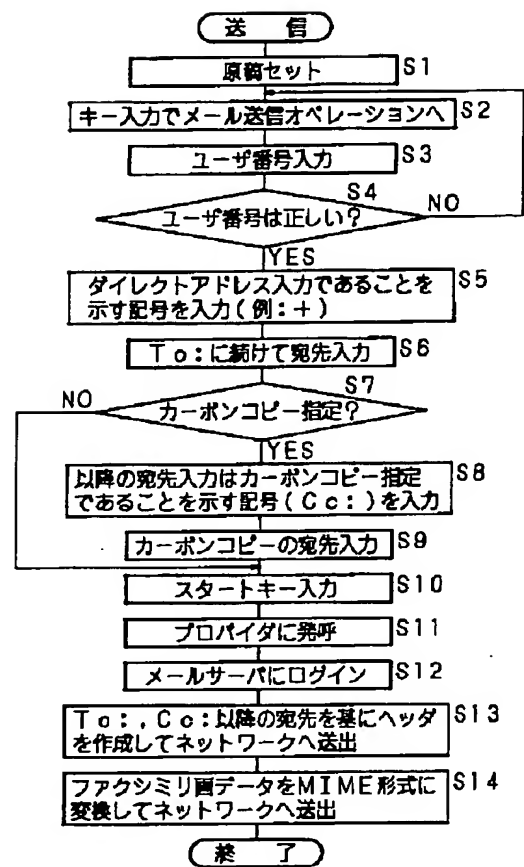 送 信
原稿セット S1
キー入力でメール送信オペレーションへ S2
ユーザ番号入力 S3
S4
ユーザ番号は正しい? NO
YES
ダイレクトアドレス入力であることを S5
示す記号を入力(例:+)
To:に続けて宛先入力 S6
S7
NO
カーボンコピー指定?
YES
以降の宛先入力はカーボンコピー指定 S8
であることを示す記号(Cc:)を入力
カーボンコピーの宛先入力 S9
スタートキー入力 S10
プロバイダに発呼 S11
メールサーバにログイン S12
To:,Cc:以降の宛先を基にヘッダ S13
を作成してネットワークへ送出
ファクシミリ画データをMIME形式に S14
変換してネットワークへ送出
終 了